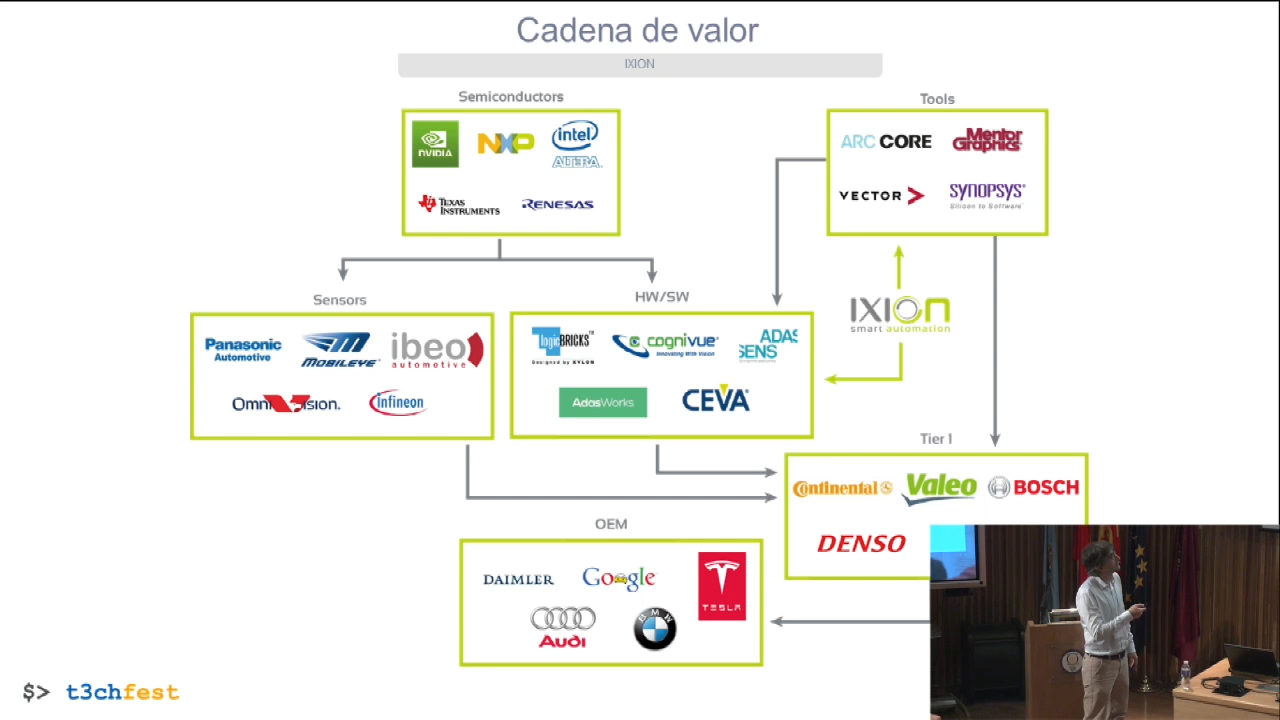 Cadena de valor
IXION
Semiconductors
Tools
NVIDIA
NXP
intel
ALTERA
TEXAS
INSTRUMENTS
RENESAS
ARC CORE
Mentor
Graphics
VECTOR
SYNOPSYS
Silicon to Software
Sensors
HW/SW
IXION
smart automation
Panasonic
Automotive
MOBILEYE
ibeo
automotive
OmniVision
infineon
logicBRICKS
Designed by XYLON
cognivue
Innovating With Vision
ADAS
SENS
AdasWorks
CEVA
Tier 1
Continental
Valeo
BOSCH
DENSO
OEM
DAIMLER
Google
TESLA
Audi
BMW
$> t3chfest